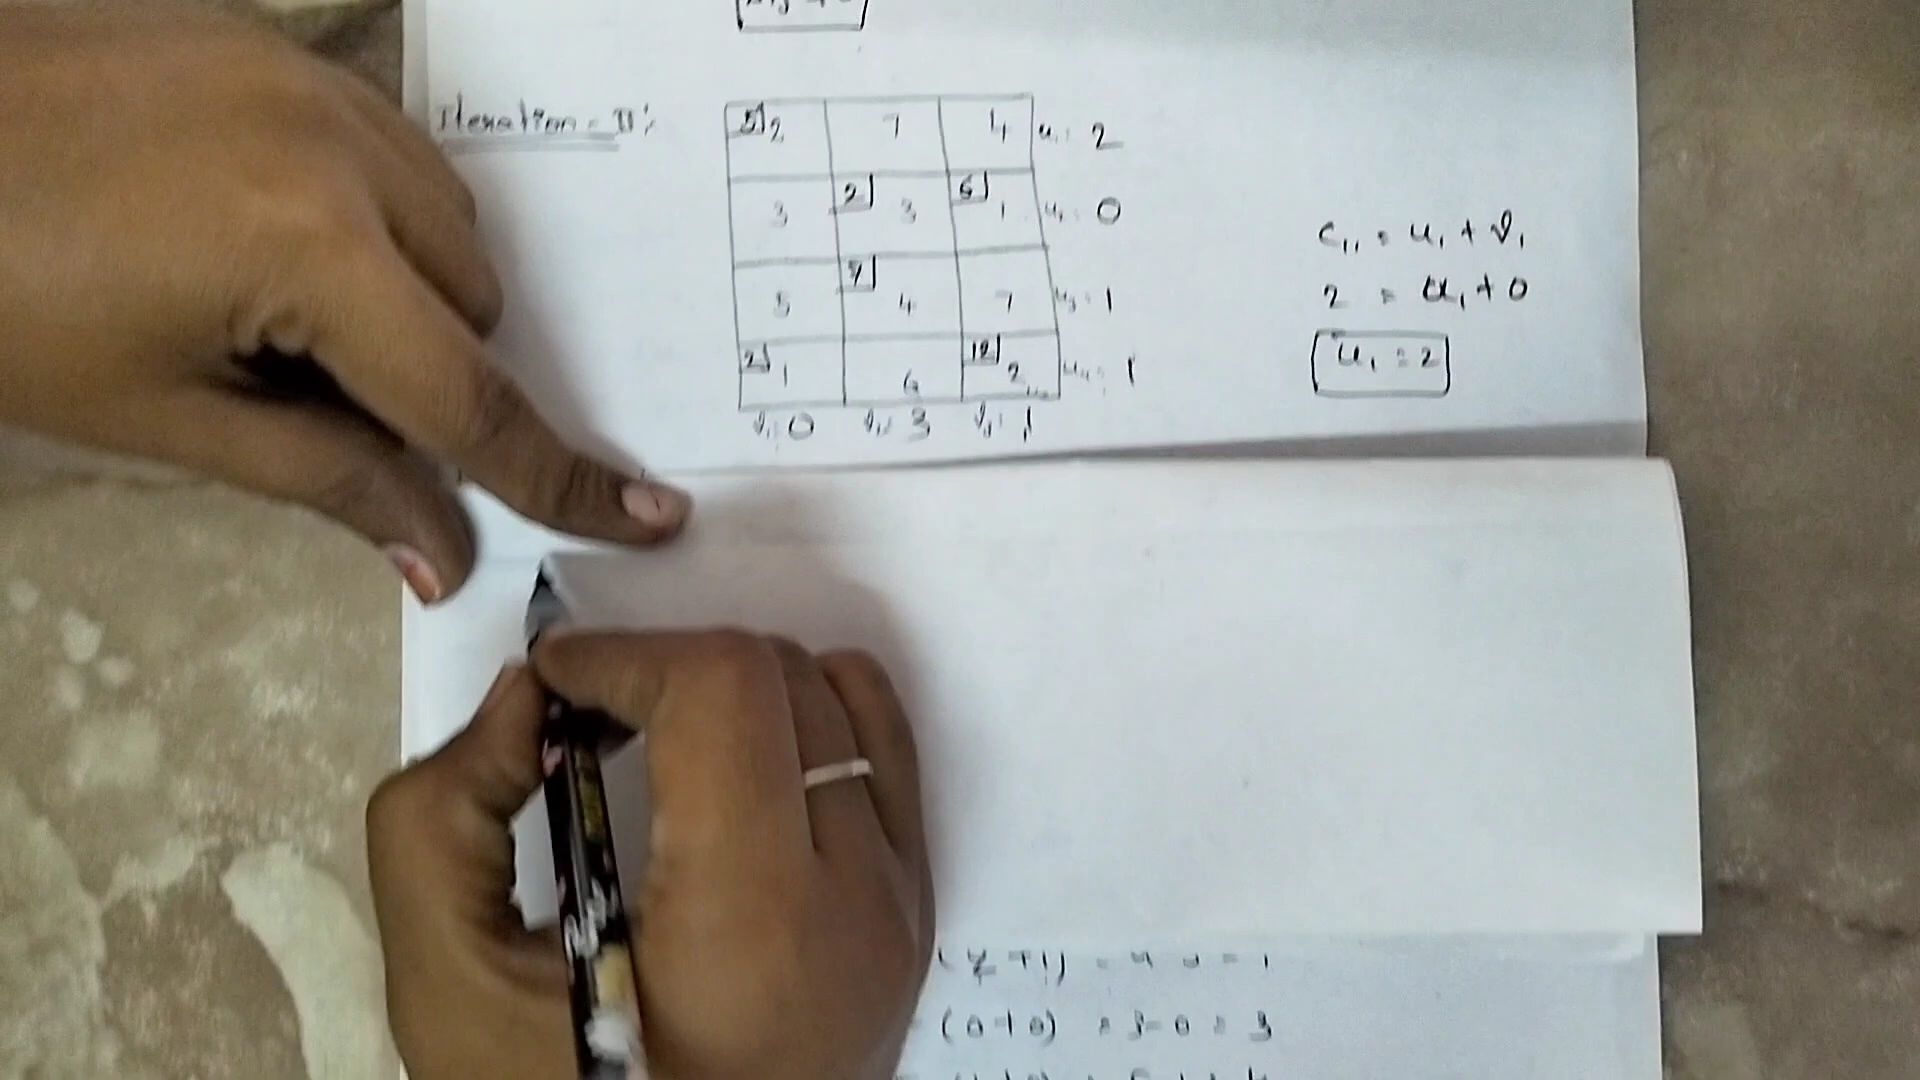 Iteration - II:
5 2 7 4 u₁ = 2
3 2 3 6 1 u₂ = 0
5 7 4 7 u₃ = 1
2 1 6 12 2 u₄ = 1
v₁ = 0 v₂ = 3 v₃ = 1
C₁₁ = u₁ + v₁
2 = u₁ + 0
u₁ = 2
(0+0) = 3-0 = 3